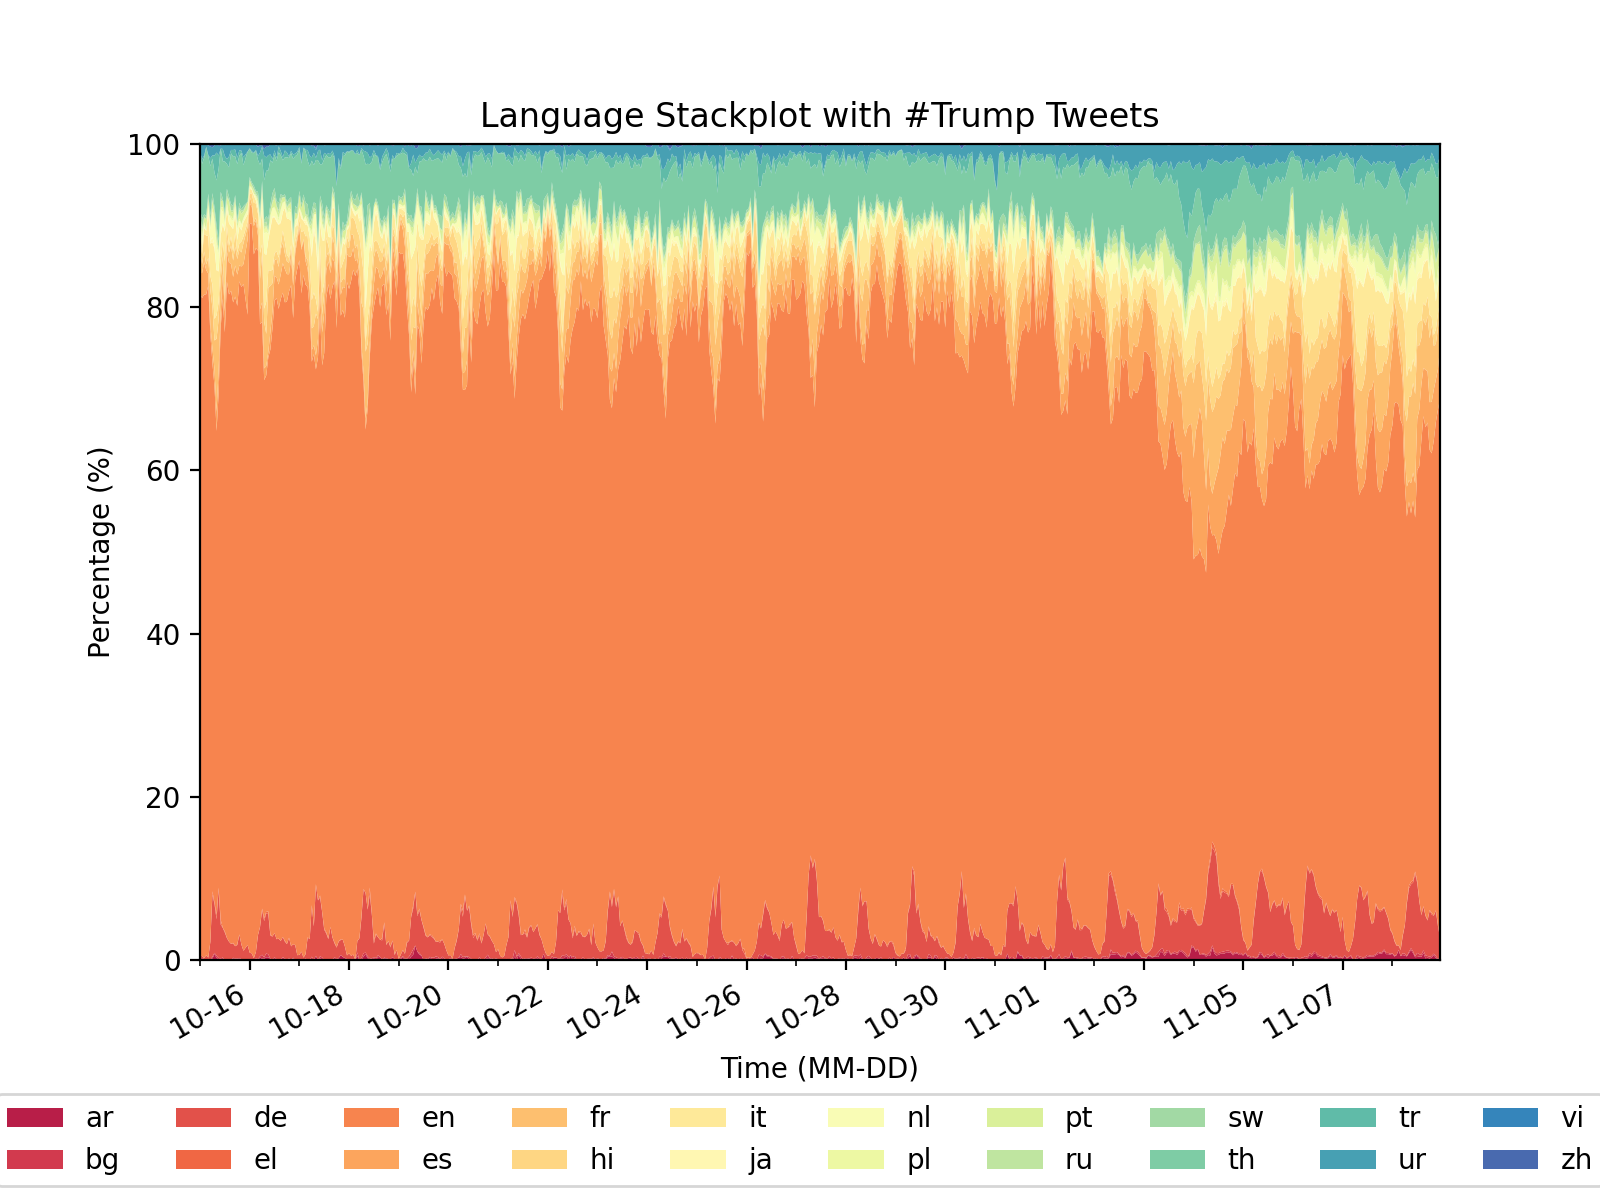 Language Stackplot with #Trump Tweets
100
80
60
40
20
0
Percentage (%)
10-16 10-18 10-20 10-22 10-24 10-26 10-28 10-30 11-01 11-03 11-05 11-07
Time (MM-DD)
ar de en fr it nl pt sw tr vi
bg el es hi ja pl ru th ur zh